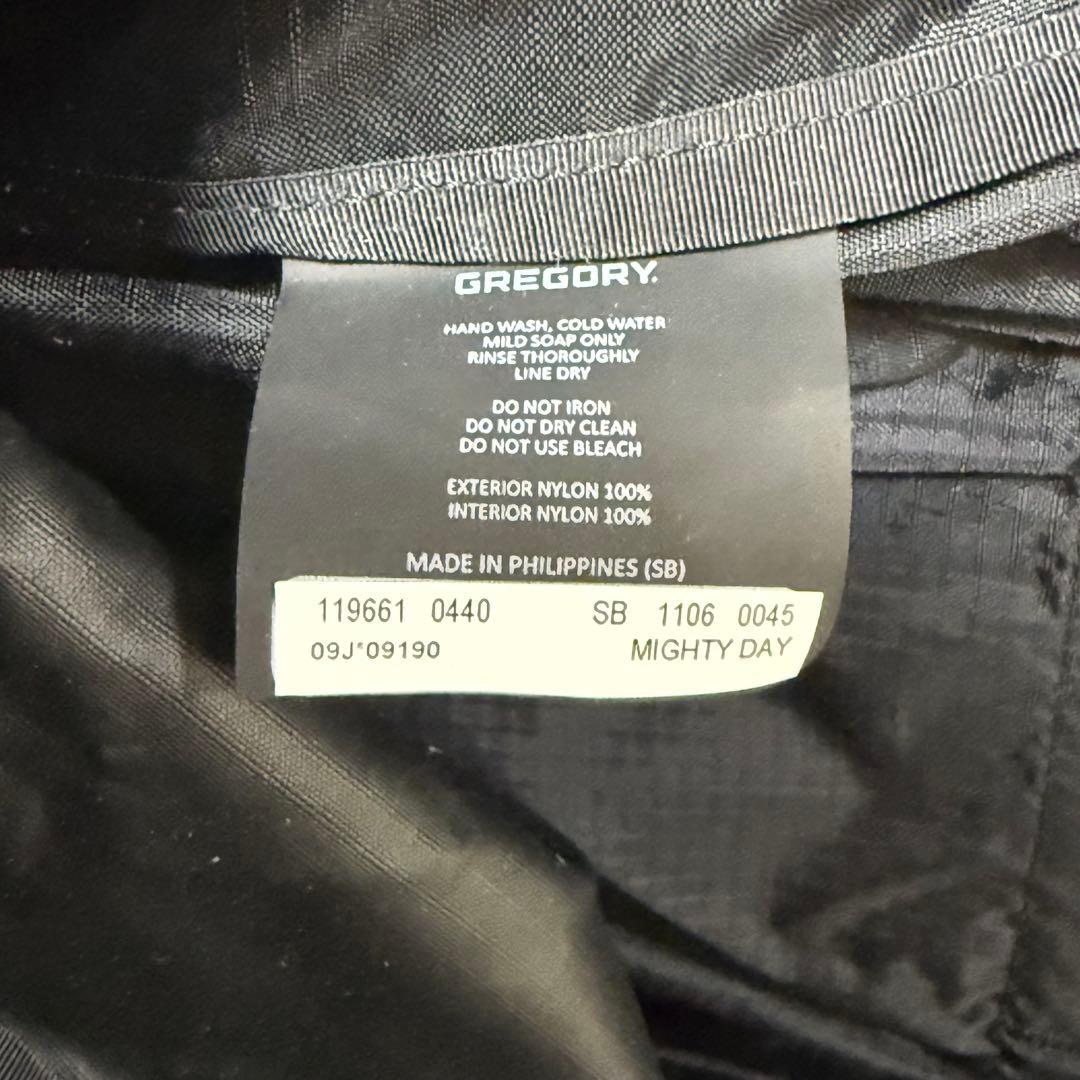 GREGORY.
HAND WASH, COLD WATER
MILD SOAP ONLY
RINSE THOROUGHLY
LINE DRY
DO NOT IRON
DO NOT DRY CLEAN
DO NOT USE BLEACH
EXTERIOR NYLON 100%
INTERIOR NYLON 100%
MADE IN PHILIPPINES (SB)
119661 0440 SB 1106 0045
09J*09190 MIGHTY DAY